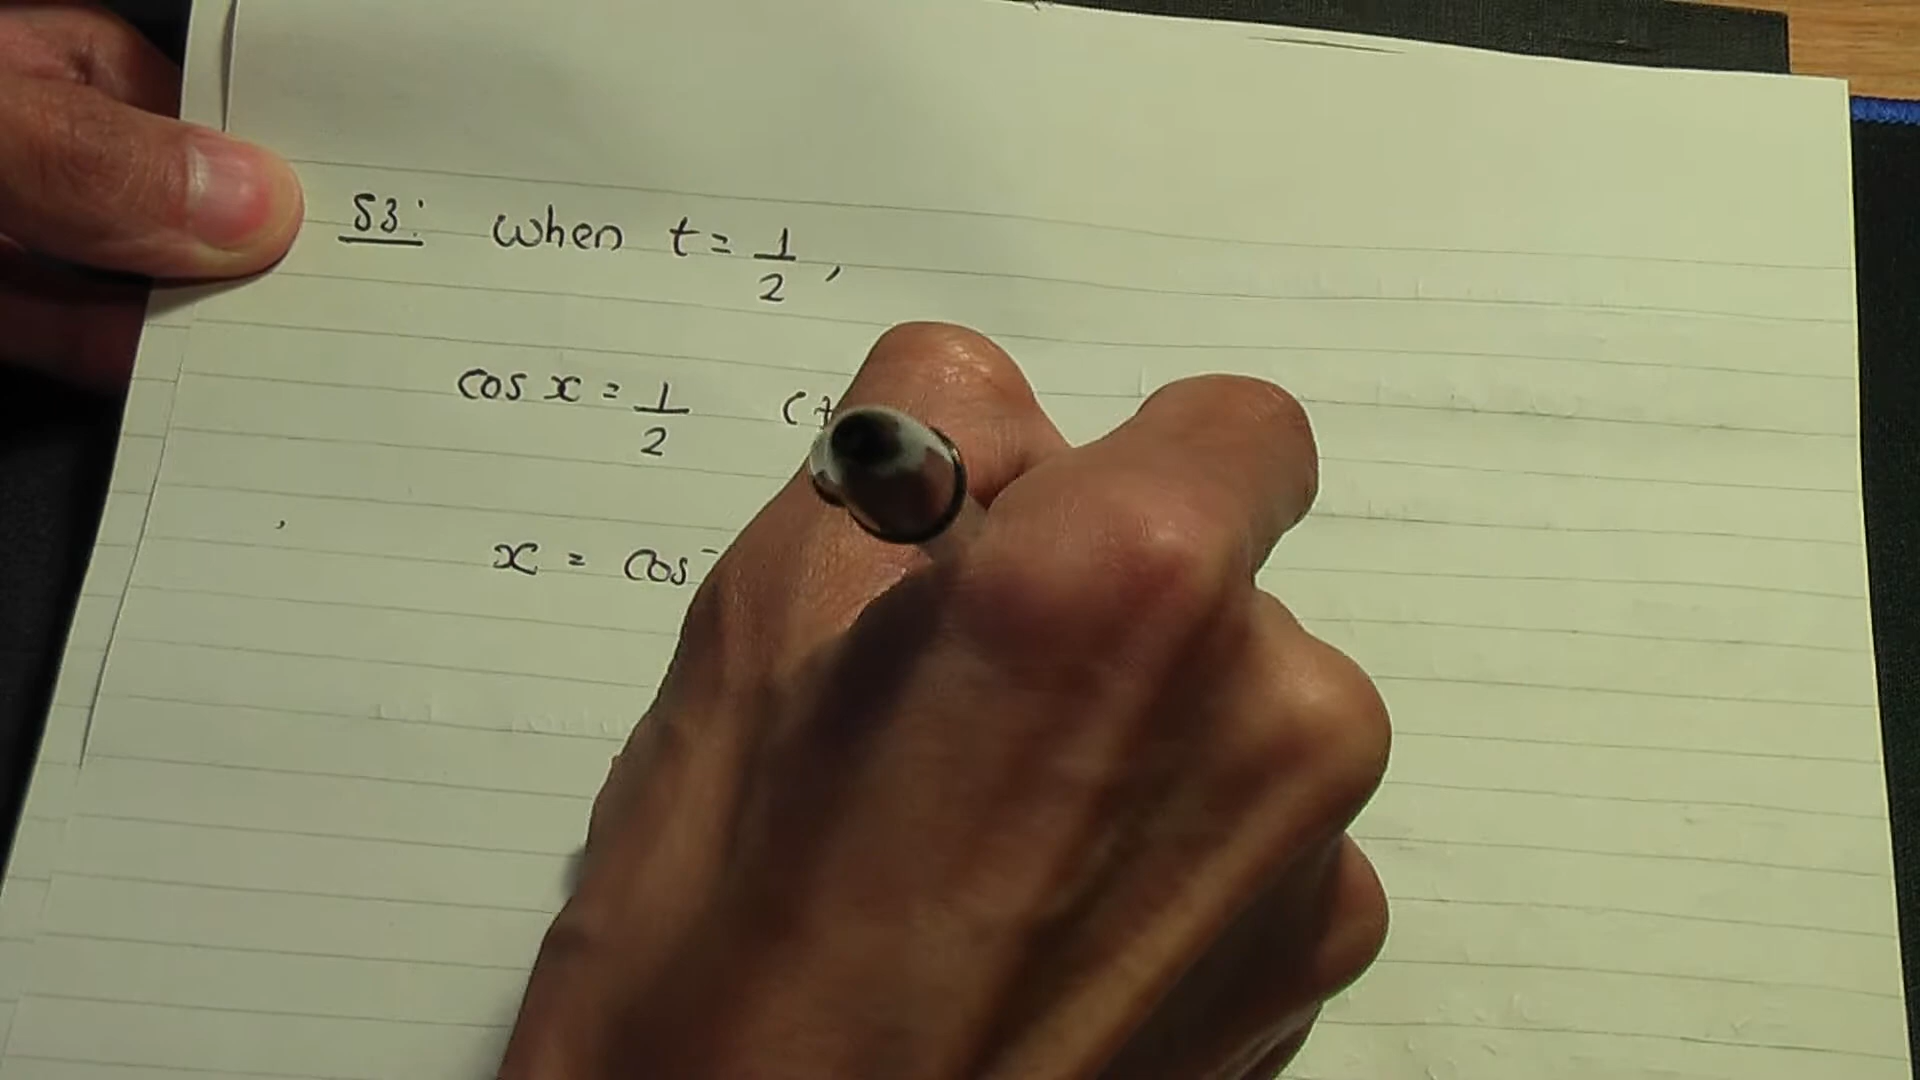 S3: when t = 1/2,
cos x = 1/2 (+
x = cos⁻